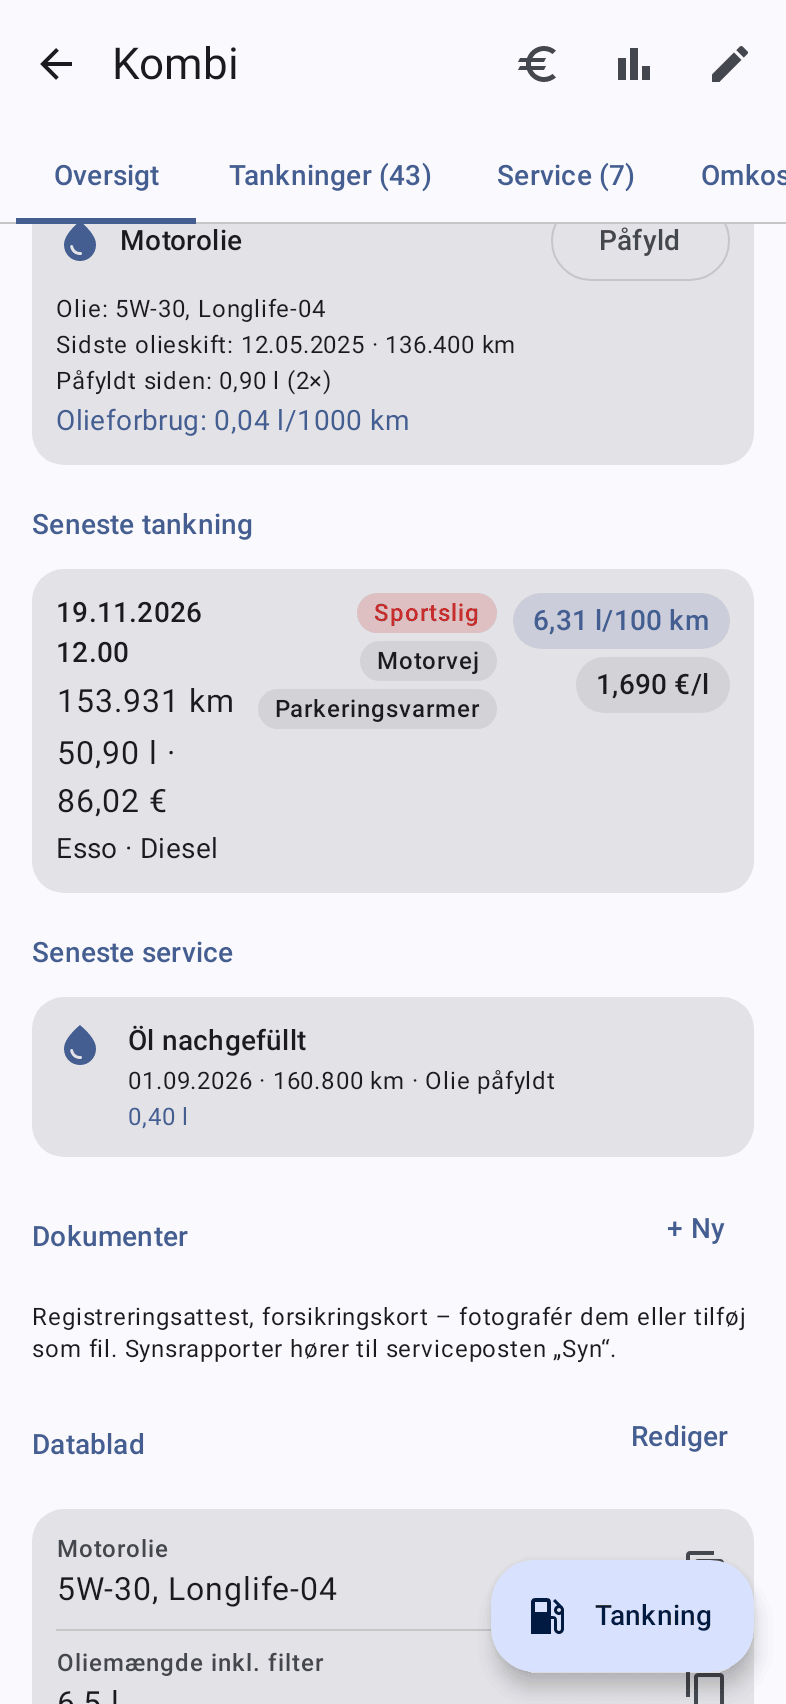 Kombi
Oversigt
Tankninger (43)
Service (7)
Omkos
Motorolie
Påfyld
Olie: 5W-30, Longlife-04
Sidste olieskift: 12.05.2025 · 136.400 km
Påfyldt siden: 0,90 l (2×)
Olieforbrug: 0,04 l/1000 km
Seneste tankning
19.11.2026
12.00
153.931 km
50,90 l ·
86,02 €
Esso · Diesel
Sportslig
Motorvej
Parkeringsvarmer
6,31 l/100 km
1,690 €/l
Seneste service
Öl nachgefüllt
01.09.2026 · 160.800 km · Olie påfyldt
0,40 l
Dokumenter
+ Ny
Registreringsattest, forsikringskort – fotografér dem eller tilføj
som fil. Synsrapporter hører til serviceposten „Syn“.
Datablad
Rediger
Motorolie
5W-30, Longlife-04
Tankning
Oliemængde inkl. filter
6,5 l